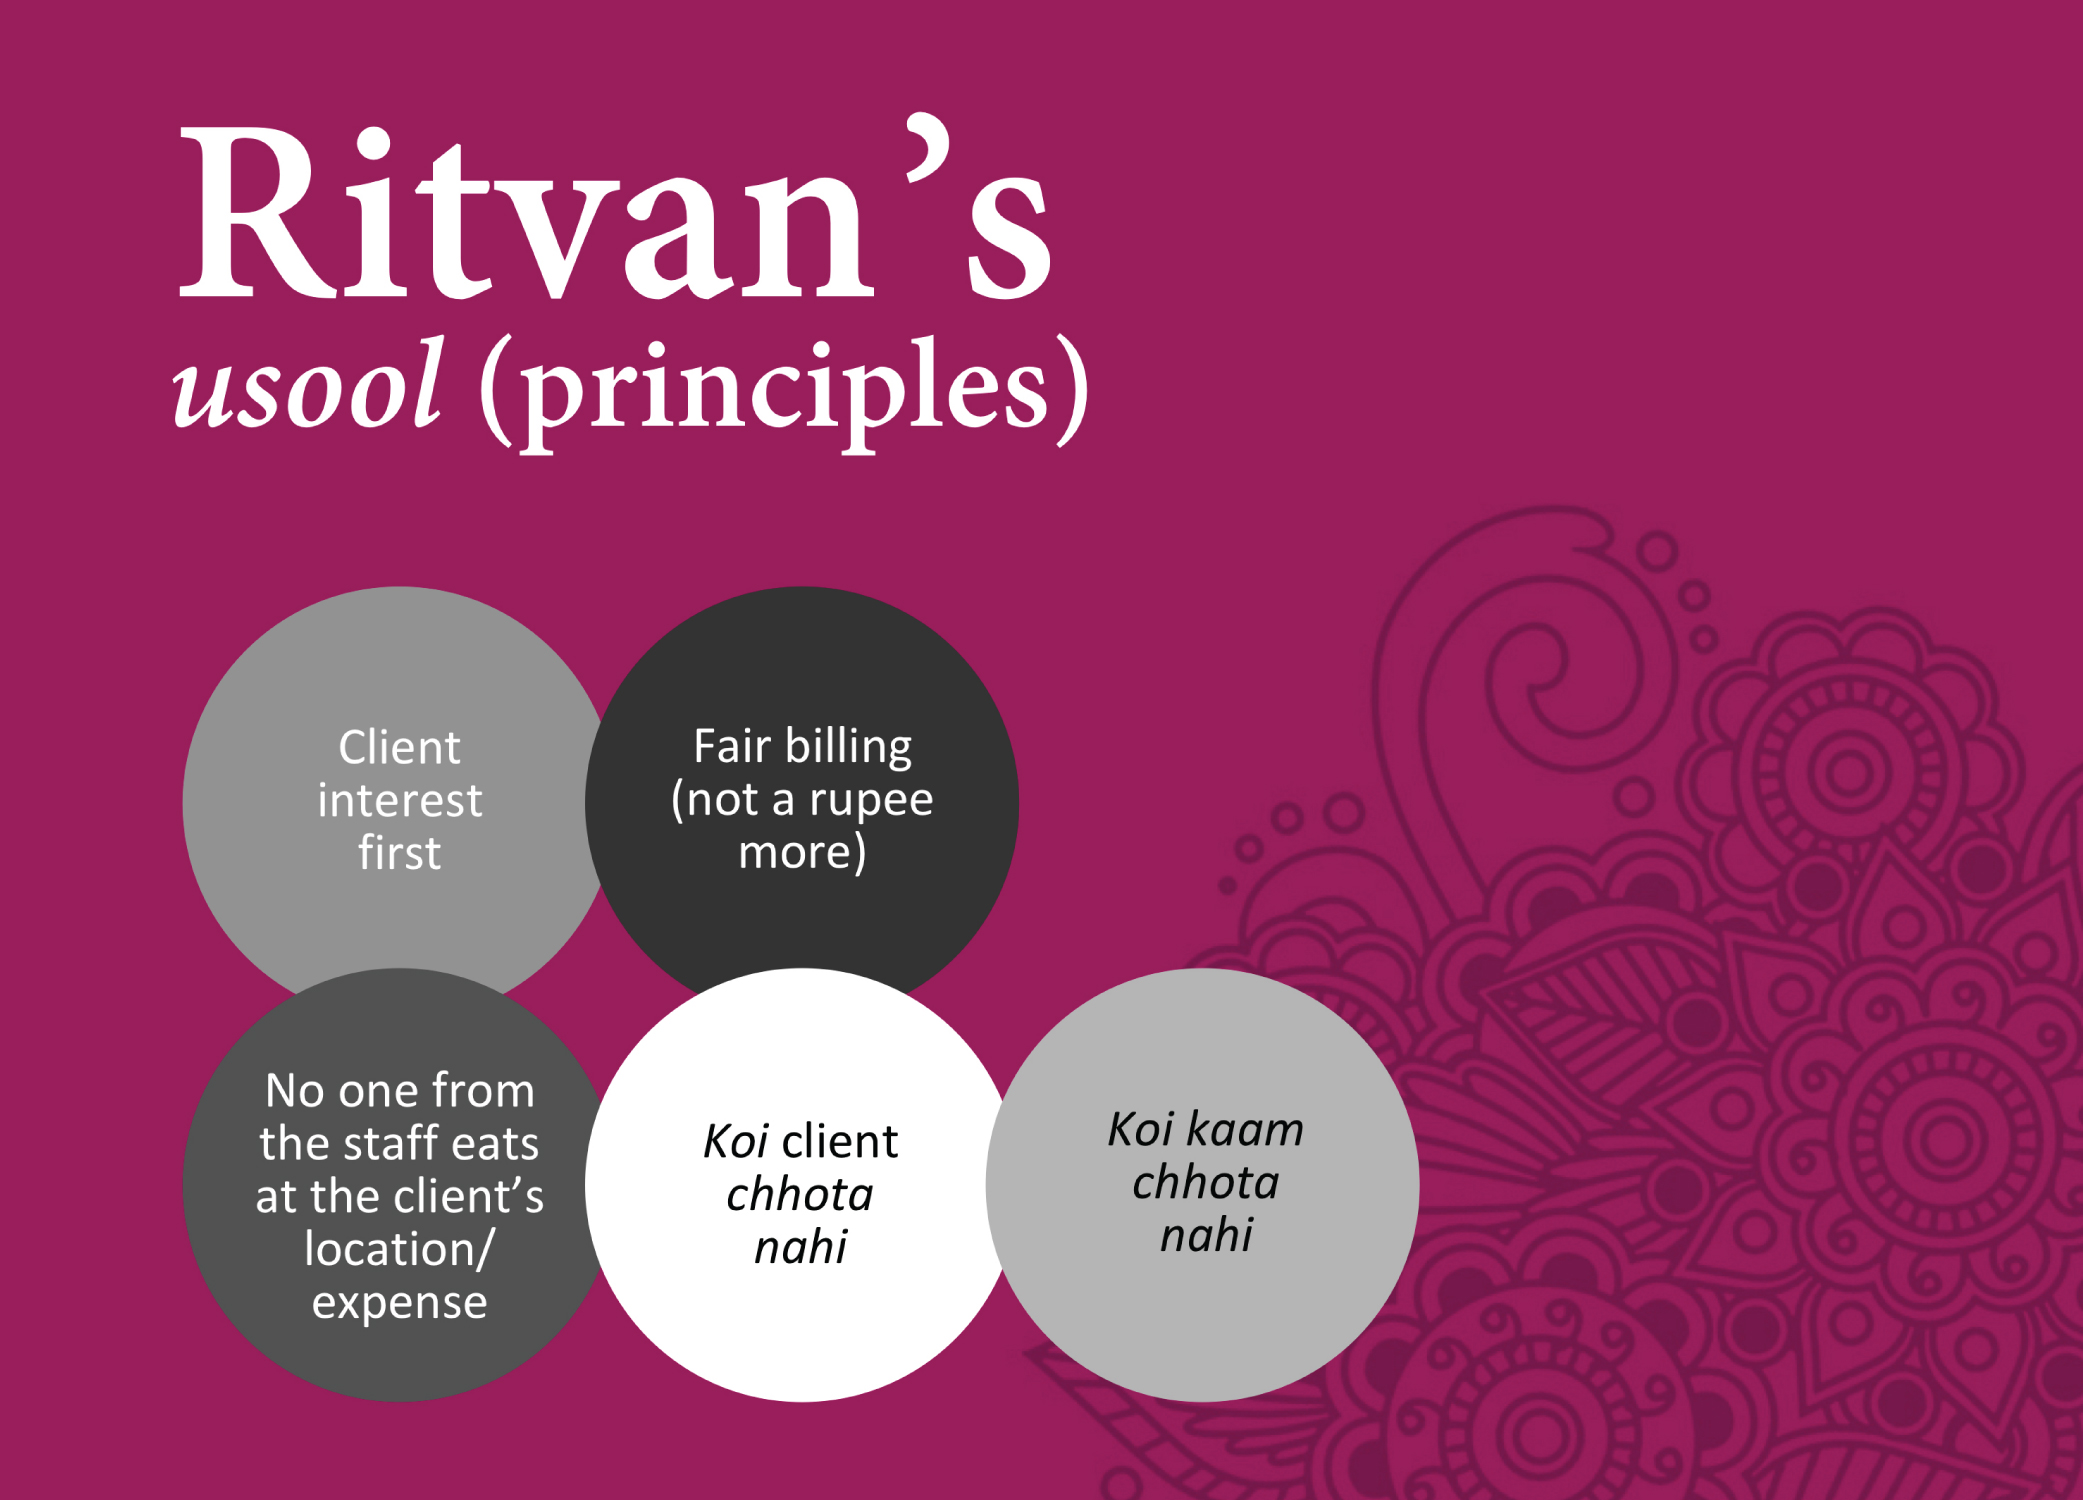 Ritvan’s
usool (principles)
Client
interest
first
Fair billing
(not a rupee
more)
No one from
the staff eats
at the client’s
location/
expense
Koi client
chhota
nahi
Koi kaam
chhota
nahi